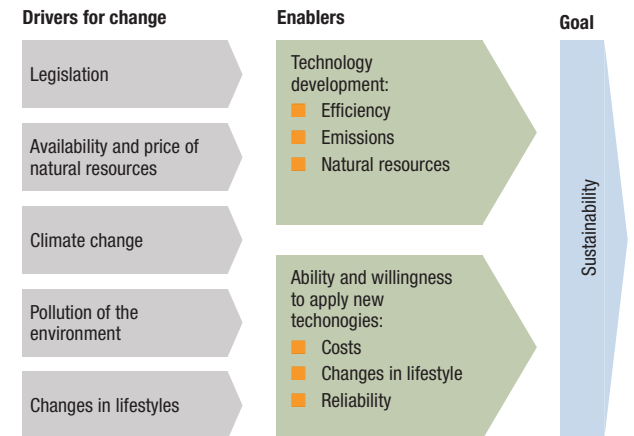 Drivers for change
Legislation
Availability and price of
natural resources
Climate change
Pollution of the
environment
Changes in lifestyles
Enablers
Technology
development:
Efficiency
Emissions
Natural resources
Ability and willingness
to apply new
techonogies:
Costs
Changes in lifestyle
Reliability
Goal
Sustainability